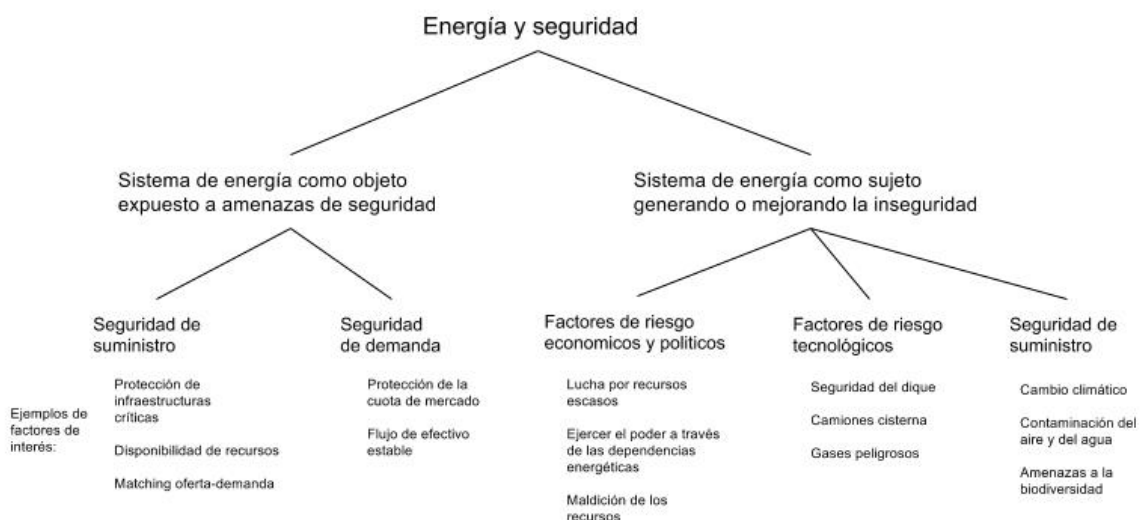 Energía y seguridad
Sistema de energía como objeto
expuesto a amenazas de seguridad
Sistema de energía como sujeto
generando o mejorando la inseguridad
Seguridad de
suministro
Seguridad
de demanda
Factores de riesgo
economicos y politicos
Factores de riesgo
tecnológicos
Seguridad de
suministro
Ejemplos de
factores de
interés:
Protección de
infraestructuras
críticas
Disponibilidad de recursos
Matching oferta-demanda
Protección de la
cuota de mercado
Flujo de efectivo
estable
Lucha por recursos
escasos
Ejercer el poder a través
de las dependencias
energéticas
Maldición de los
recursos
Seguridad del dique
Camiones cisterna
Gases peligrosos
Cambio climático
Contaminación del
aire y del agua
Amenazas a la
biodiversidad